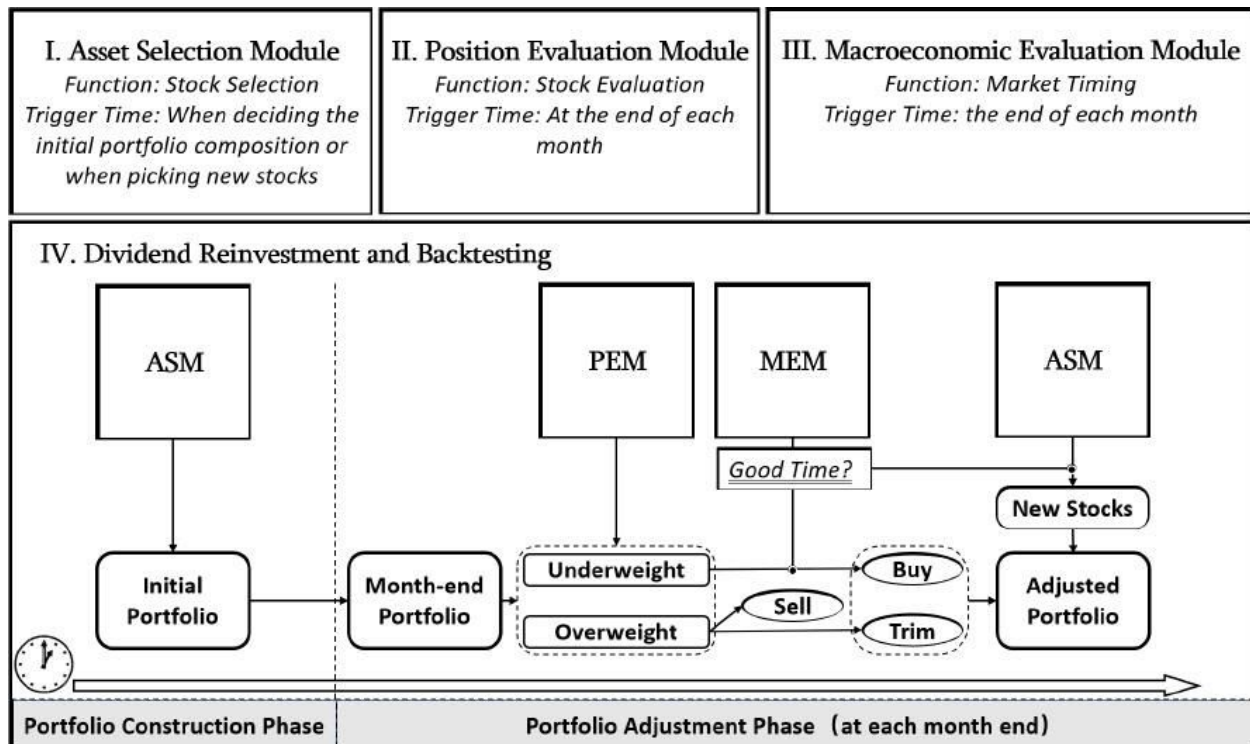 I. Asset Selection Module
Function: Stock Selection
Trigger Time: When deciding the
initial portfolio composition or
when picking new stocks
II. Position Evaluation Module
Function: Stock Evaluation
Trigger Time: At the end of each
month
III. Macroeconomic Evaluation Module
Function: Market Timing
Trigger Time: the end of each month
IV. Dividend Reinvestment and Backtesting
ASM
PEM
MEM
ASM
Good Time?
New Stocks
Initial
Portfolio
Month-end
Portfolio
Underweight
Overweight
Sell
Buy
Trim
Adjusted
Portfolio
Portfolio Construction Phase
Portfolio Adjustment Phase (at each month end)